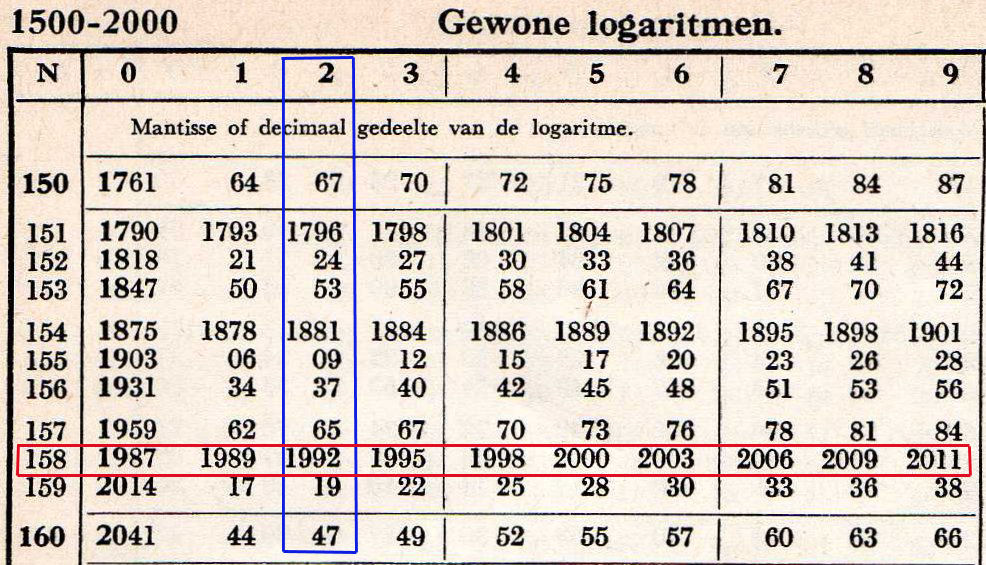 1500-2000 Gewone logaritmen.
N 0 1 2 3 4 5 6 7 8 9
Mantisse of decimaal gedeelte van de logaritme.
150 1761 64 67 70 72 75 78 81 84 87
151 1790 1793 1796 1798 1801 1804 1807 1810 1813 1816
152 1818 21 24 27 30 33 36 38 41 44
153 1847 50 53 55 58 61 64 67 70 72
154 1875 1878 1881 1884 1886 1889 1892 1895 1898 1901
155 1903 06 09 12 15 17 20 23 26 28
156 1931 34 37 40 42 45 48 51 53 56
157 1959 62 65 67 70 73 76 78 81 84
158 1987 1989 1992 1995 1998 2000 2003 2006 2009 2011
159 2014 17 19 22 25 28 30 33 36 38
160 2041 44 47 49 52 55 57 60 63 66